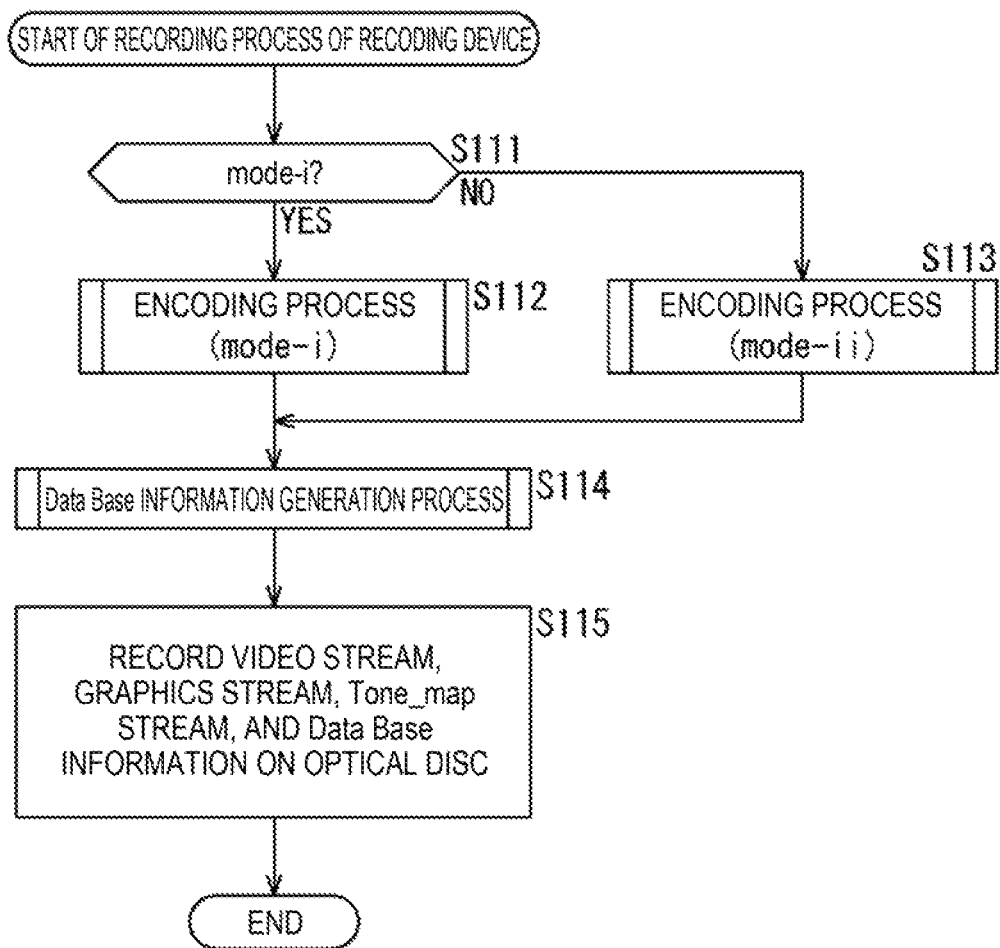 START OF RECORDING PROCESS OF RECODING DEVICE
S111
mode-i?
NO
YES
S113
S112
ENCODING PROCESS
(mode-i)
ENCODING PROCESS
(mode-ii)
Data Base INFORMATION GENERATION PROCESS
S114
S115
RECORD VIDEO STREAM,
GRAPHICS STREAM, Tone_map
STREAM, AND Data Base
INFORMATION ON OPTICAL DISC
END